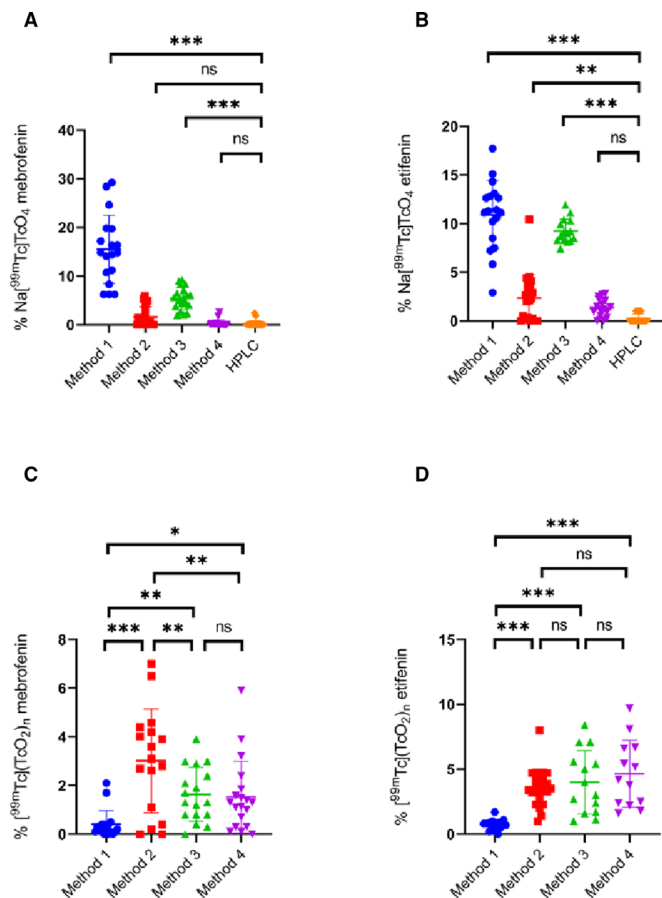 A
***
ns
***
ns
% Na[99mTc]TcO4 mebrofenin
40
30
20
10
0
Method 1
Method 2
Method 3
Method 4
HPLC
B
***
**
***
ns
% Na[99mTc]TcO4 etifenin
20
15
10
5
0
Method 1
Method 2
Method 3
Method 4
HPLC
C
*
**
**
***
**
ns
% [99mTc](TcO2)n mebrofenin
8
6
4
2
0
Method 1
Method 2
Method 3
Method 4
D
***
ns
***
***
ns
ns
% [99mTc](TcO2)n etifenin
15
10
5
0
Method 1
Method 2
Method 3
Method 4